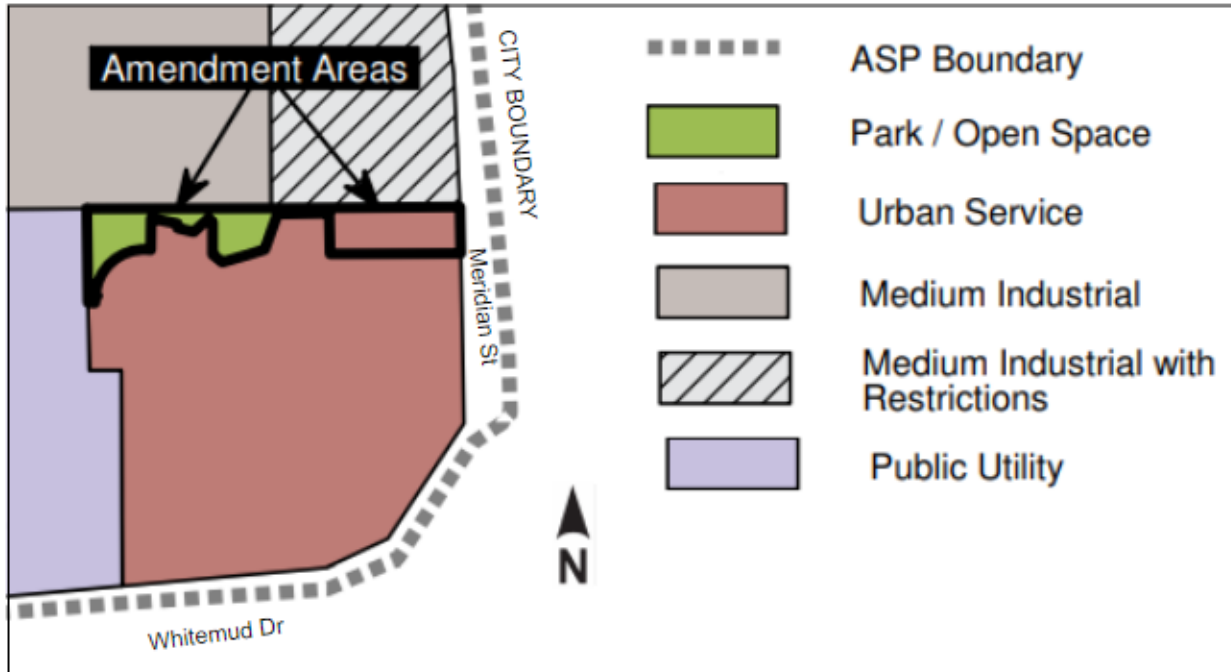 Amendment Areas
CITY BOUNDARY
Meridian St
Whitemud Dr
N
ASP Boundary
Park / Open Space
Urban Service
Medium Industrial
Medium Industrial with
Restrictions
Public Utility